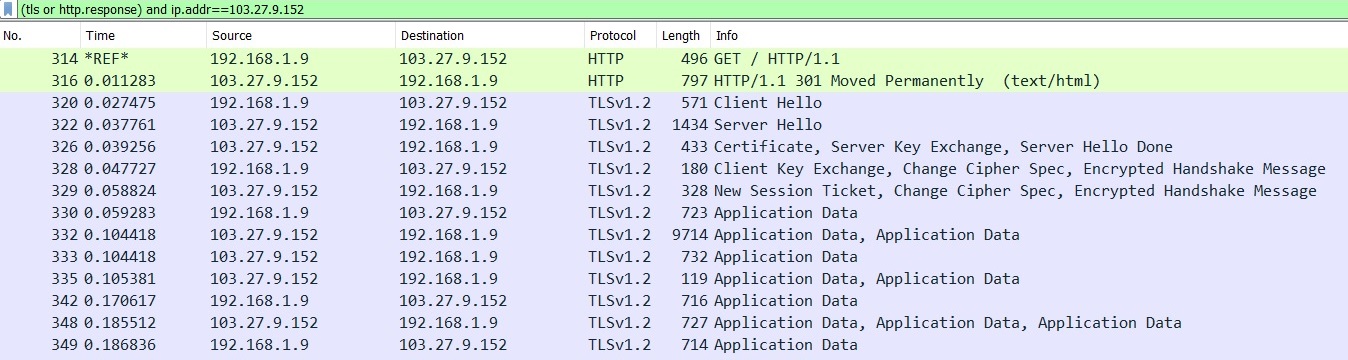 (tls or http.response) and ip.addr==103.27.9.152
No. Time Source Destination Protocol Length Info
314 *REF* 192.168.1.9 103.27.9.152 HTTP 496 GET / HTTP/1.1
316 0.011283 103.27.9.152 192.168.1.9 HTTP 797 HTTP/1.1 301 Moved Permanently (text/html)
320 0.027475 192.168.1.9 103.27.9.152 TLSv1.2 571 Client Hello
322 0.037761 103.27.9.152 192.168.1.9 TLSv1.2 1434 Server Hello
326 0.039256 103.27.9.152 192.168.1.9 TLSv1.2 433 Certificate, Server Key Exchange, Server Hello Done
328 0.047727 192.168.1.9 103.27.9.152 TLSv1.2 180 Client Key Exchange, Change Cipher Spec, Encrypted Handshake Message
329 0.058824 103.27.9.152 192.168.1.9 TLSv1.2 328 New Session Ticket, Change Cipher Spec, Encrypted Handshake Message
330 0.059283 192.168.1.9 103.27.9.152 TLSv1.2 723 Application Data
332 0.104418 103.27.9.152 192.168.1.9 TLSv1.2 9714 Application Data, Application Data
333 0.104418 103.27.9.152 192.168.1.9 TLSv1.2 732 Application Data
335 0.105381 103.27.9.152 192.168.1.9 TLSv1.2 119 Application Data, Application Data
342 0.170617 192.168.1.9 103.27.9.152 TLSv1.2 716 Application Data
348 0.185512 103.27.9.152 192.168.1.9 TLSv1.2 727 Application Data, Application Data, Application Data
349 0.186836 192.168.1.9 103.27.9.152 TLSv1.2 714 Application Data